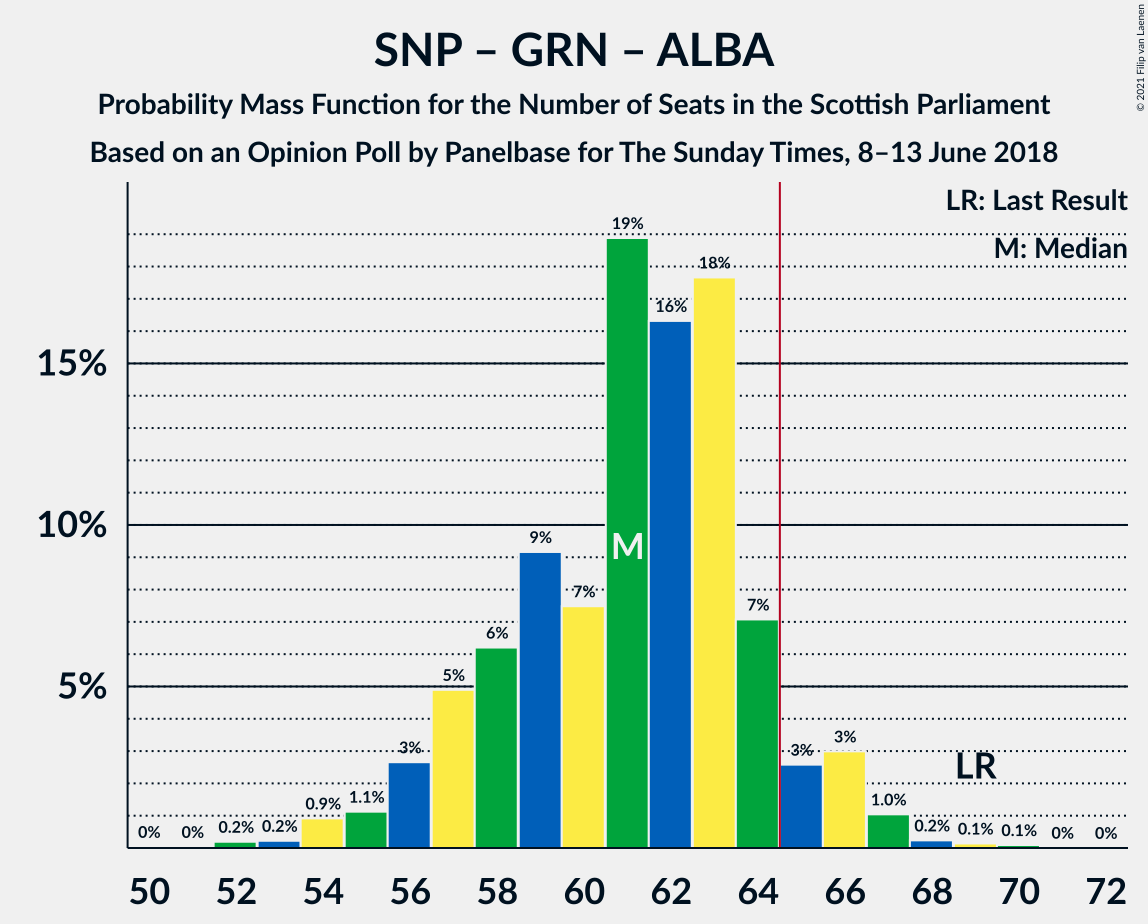 SNP – GRN – ALBA
Probability Mass Function for the Number of Seats in the Scottish Parliament
Based on an Opinion Poll by Panelbase for The Sunday Times, 8–13 June 2018
© 2021 Filip van Laenen
LR: Last Result
M: Median
15%
10%
5%
0% 0% 0.2% 0.2% 0.9% 1.1% 3% 5% 6% 9% 7% 19% 16% 18% 7% 3% 3% 1.0% 0.2% 0.1% 0.1% 0% 0%
M
LR
50 52 54 56 58 60 62 64 66 68 70 72